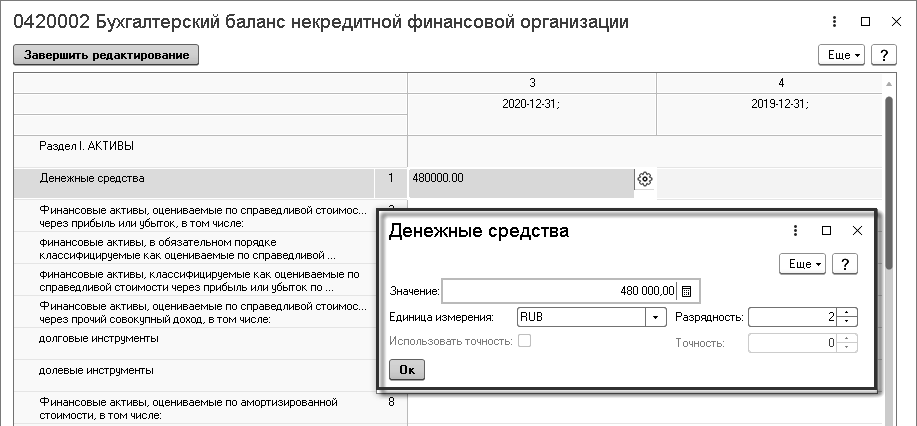 0420002 Бухгалтерский баланс некредитной финансовой организации
Завершить редактирование
Еще
?
3
4
2020-12-31;
2019-12-31;
Раздел I. АКТИВЫ
Денежные средства
1
480000.00
Финансовые активы, оцениваемые по справедливой стоимос...
через прибыль или убыток, в том числе:
финансовые активы, в обязательном порядке
классифицируемые как оцениваемые по справедливой ...
финансовые активы, классифицируемые как оцениваемые по
справедливой стоимости через прибыль или убыток по ...
Финансовые активы, оцениваемые по справедливой стоимос...
через прочий совокупный доход, в том числе:
долговые инструменты
долевые инструменты
Финансовые активы, оцениваемые по амортизированной
стоимости, в том числе:
8
Денежные средства
Еще
?
Значение:
480 000,00
Единица измерения:
RUB
Разрядность:
2
Использовать точность:
Точность:
0
Ок